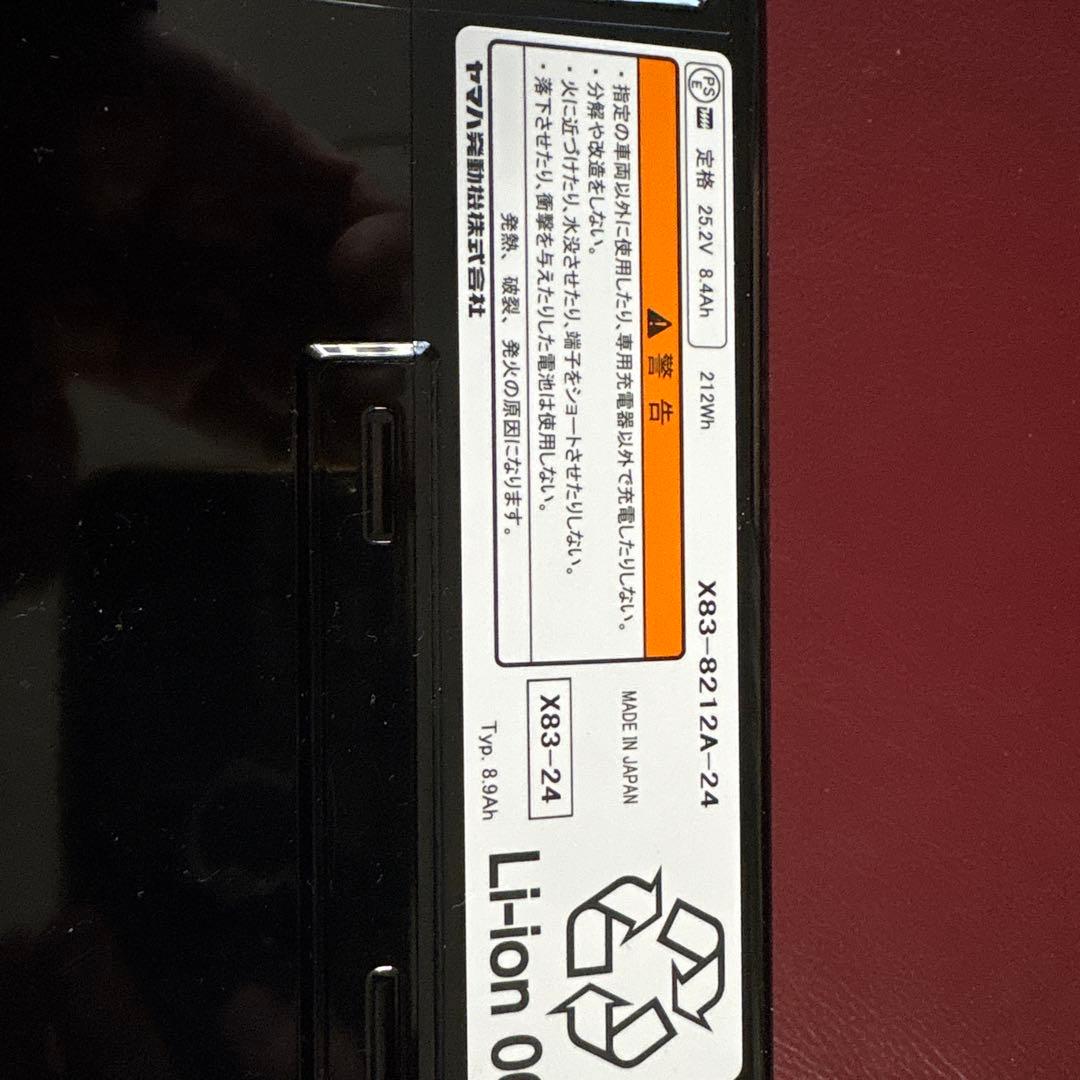 PS
E
定格 25.2V 8.4Ah
212Wh
X83-8212A-24
⚠警告
・指定の車両以外に使用したり、専用充電器以外で充電したりしない。
・分解や改造をしない。
・火に近づけたり、水没させたり、端子をショートさせたりしない。
・落下させたり、衝撃を与えたりした電池は使用しない。
発熱、破裂、発火の原因になります。
ヤマハ発動機株式会社
MADE IN JAPAN
X83-24
Typ. 8.9Ah
Li-ion 0